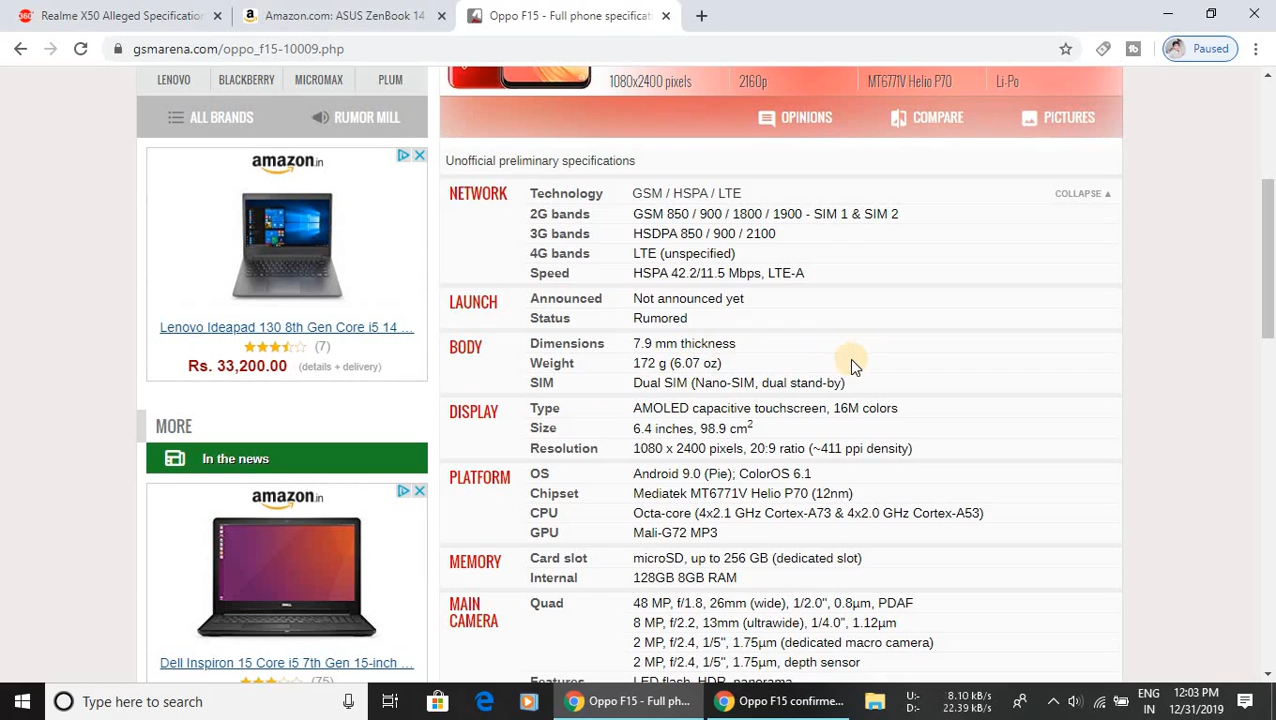 Realme X50 Alleged Specification
Amazon.com: ASUS ZenBook 14
Oppo F15 - Full phone specificat
gsmarena.com/oppo_f15-10009.php
Paused
LENOVO BLACKBERRY MICROMAX PLUM
1080x2400 pixels 2160p MT6771V Helio P70 Li-Po
ALL BRANDS RUMOR MILL
OPINIONS COMPARE PICTURES
amazon.in
Lenovo Ideapad 130 8th Gen Core i5 14 ...
(7)
Rs. 33,200.00 (details + delivery)
MORE
In the news
amazon.in
DELL
Dell Inspiron 15 Core i5 7th Gen 15-inch ...
(75)
Unofficial preliminary specifications
NETWORK Technology GSM / HSPA / LTE COLLAPSE ▲
2G bands GSM 850 / 900 / 1800 / 1900 - SIM 1 & SIM 2
3G bands HSDPA 850 / 900 / 2100
4G bands LTE (unspecified)
Speed HSPA 42.2/11.5 Mbps, LTE-A
LAUNCH Announced Not announced yet
Status Rumored
BODY Dimensions 7.9 mm thickness
Weight 172 g (6.07 oz)
SIM Dual SIM (Nano-SIM, dual stand-by)
DISPLAY Type AMOLED capacitive touchscreen, 16M colors
Size 6.4 inches, 98.9 cm2
Resolution 1080 x 2400 pixels, 20:9 ratio (~411 ppi density)
PLATFORM OS Android 9.0 (Pie); ColorOS 6.1
Chipset Mediatek MT6771V Helio P70 (12nm)
CPU Octa-core (4x2.1 GHz Cortex-A73 & 4x2.0 GHz Cortex-A53)
GPU Mali-G72 MP3
MEMORY Card slot microSD, up to 256 GB (dedicated slot)
Internal 128GB 8GB RAM
MAIN CAMERA Quad 48 MP, f/1.8, 26mm (wide), 1/2.0", 0.8µm, PDAF
8 MP, f/2.2, 13mm (ultrawide), 1/4.0", 1.12µm
2 MP, f/2.4, 1/5", 1.75µm (dedicated macro camera)
2 MP, f/2.4, 1/5", 1.75µm, depth sensor
Features LED flash, HDR, panorama
Type here to search
Oppo F15 - Full ph...
Oppo F15 confirme...
U: 8.10 kB/s
D: 22.39 kB/s
ENG
IN
12:03 PM
12/31/2019